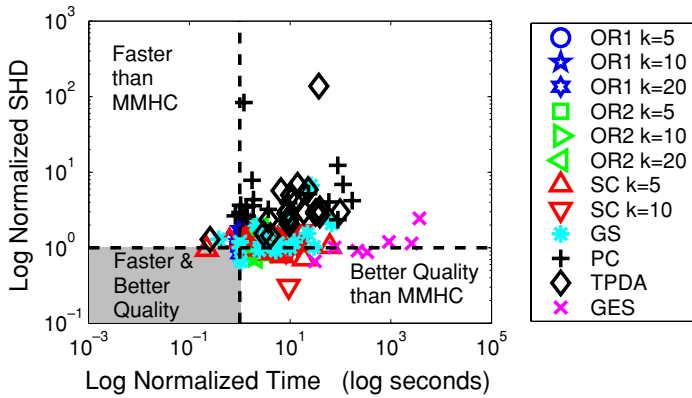 Log Normalized SHD
10^3
10^2
10^1
10^0
10^-1
Faster
than
MMHC
Faster &
Better
Quality
Better Quality
than MMHC
10^-3
10^-1
10^1
10^3
10^5
Log Normalized Time (log seconds)
OR1 k=5
OR1 k=10
OR1 k=20
OR2 k=5
OR2 k=10
OR2 k=20
SC k=5
SC k=10
GS
PC
TPDA
GES